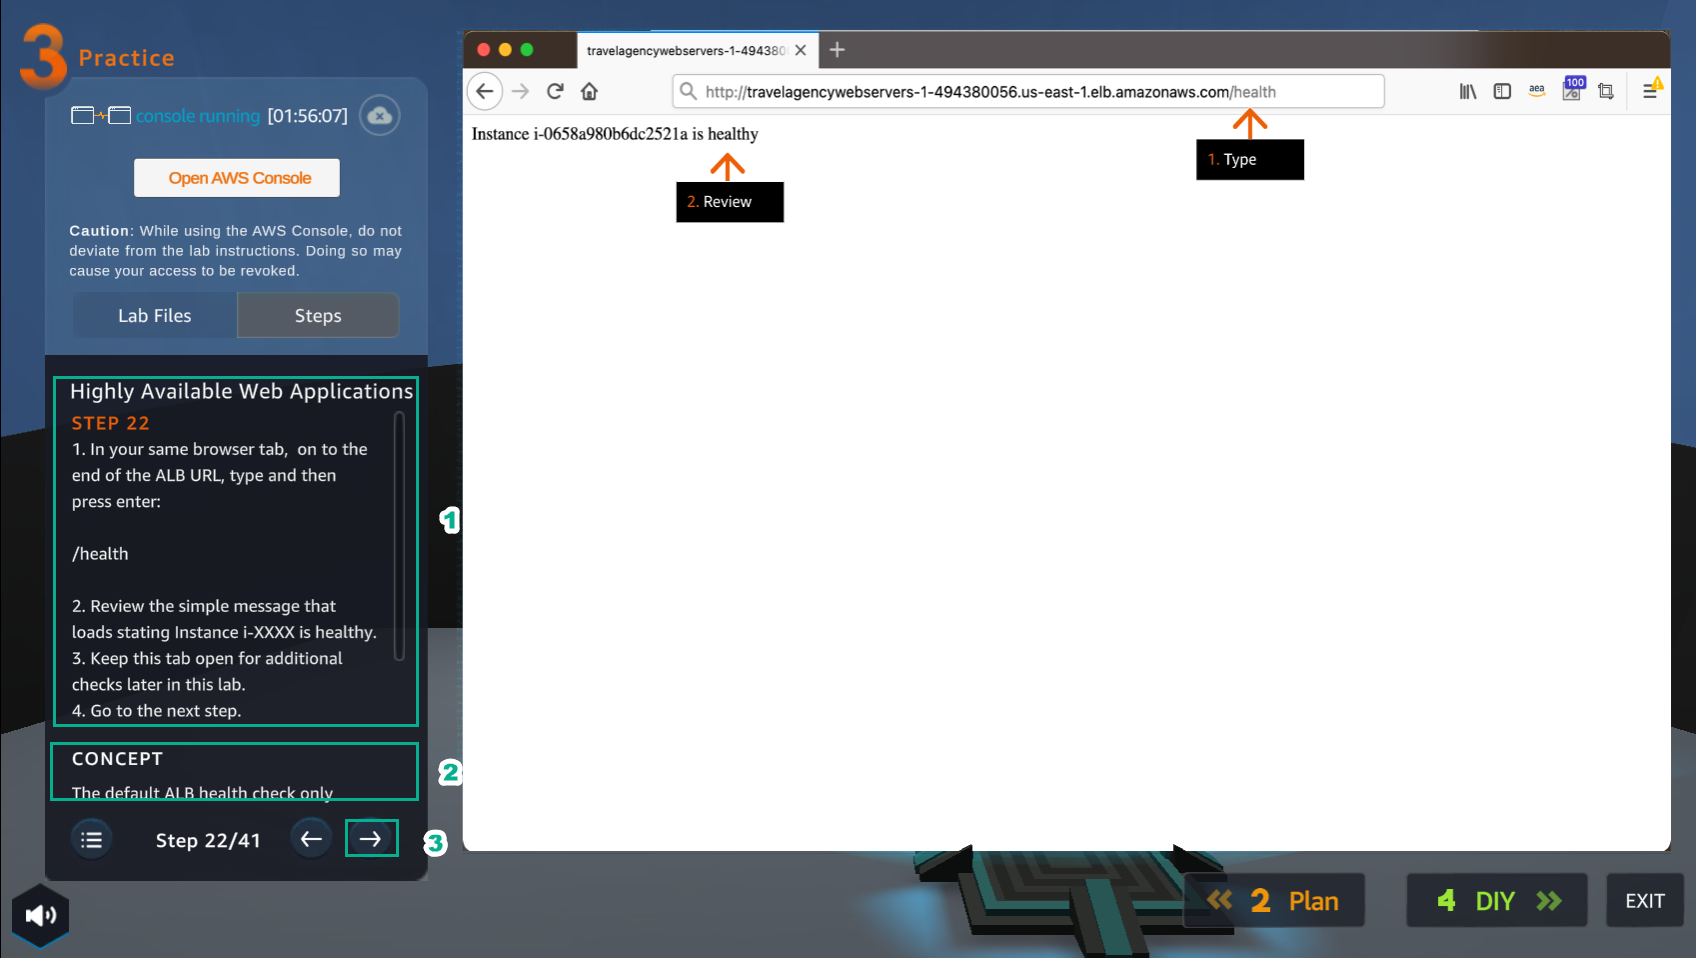 3 Practice
console running [01:56:07]
Open AWS Console
Caution: While using the AWS Console, do not
deviate from the lab instructions. Doing so may
cause your access to be revoked.
Lab Files
Steps
Highly Available Web Applications
STEP 22
1. In your same browser tab, on to the
end of the ALB URL, type and then
press enter:
/health
2. Review the simple message that
loads stating Instance i-XXXX is healthy.
3. Keep this tab open for additional
checks later in this lab.
4. Go to the next step.
1
CONCEPT
The default ALB health check only
2
Step 22/41
3
travelagencywebservers-1-494380
http://travelagencywebservers-1-494380056.us-east-1.elb.amazonaws.com/health
aea
100
Instance i-0658a980b6dc2521a is healthy
1. Type
2. Review
2 Plan
4 DIY
EXIT